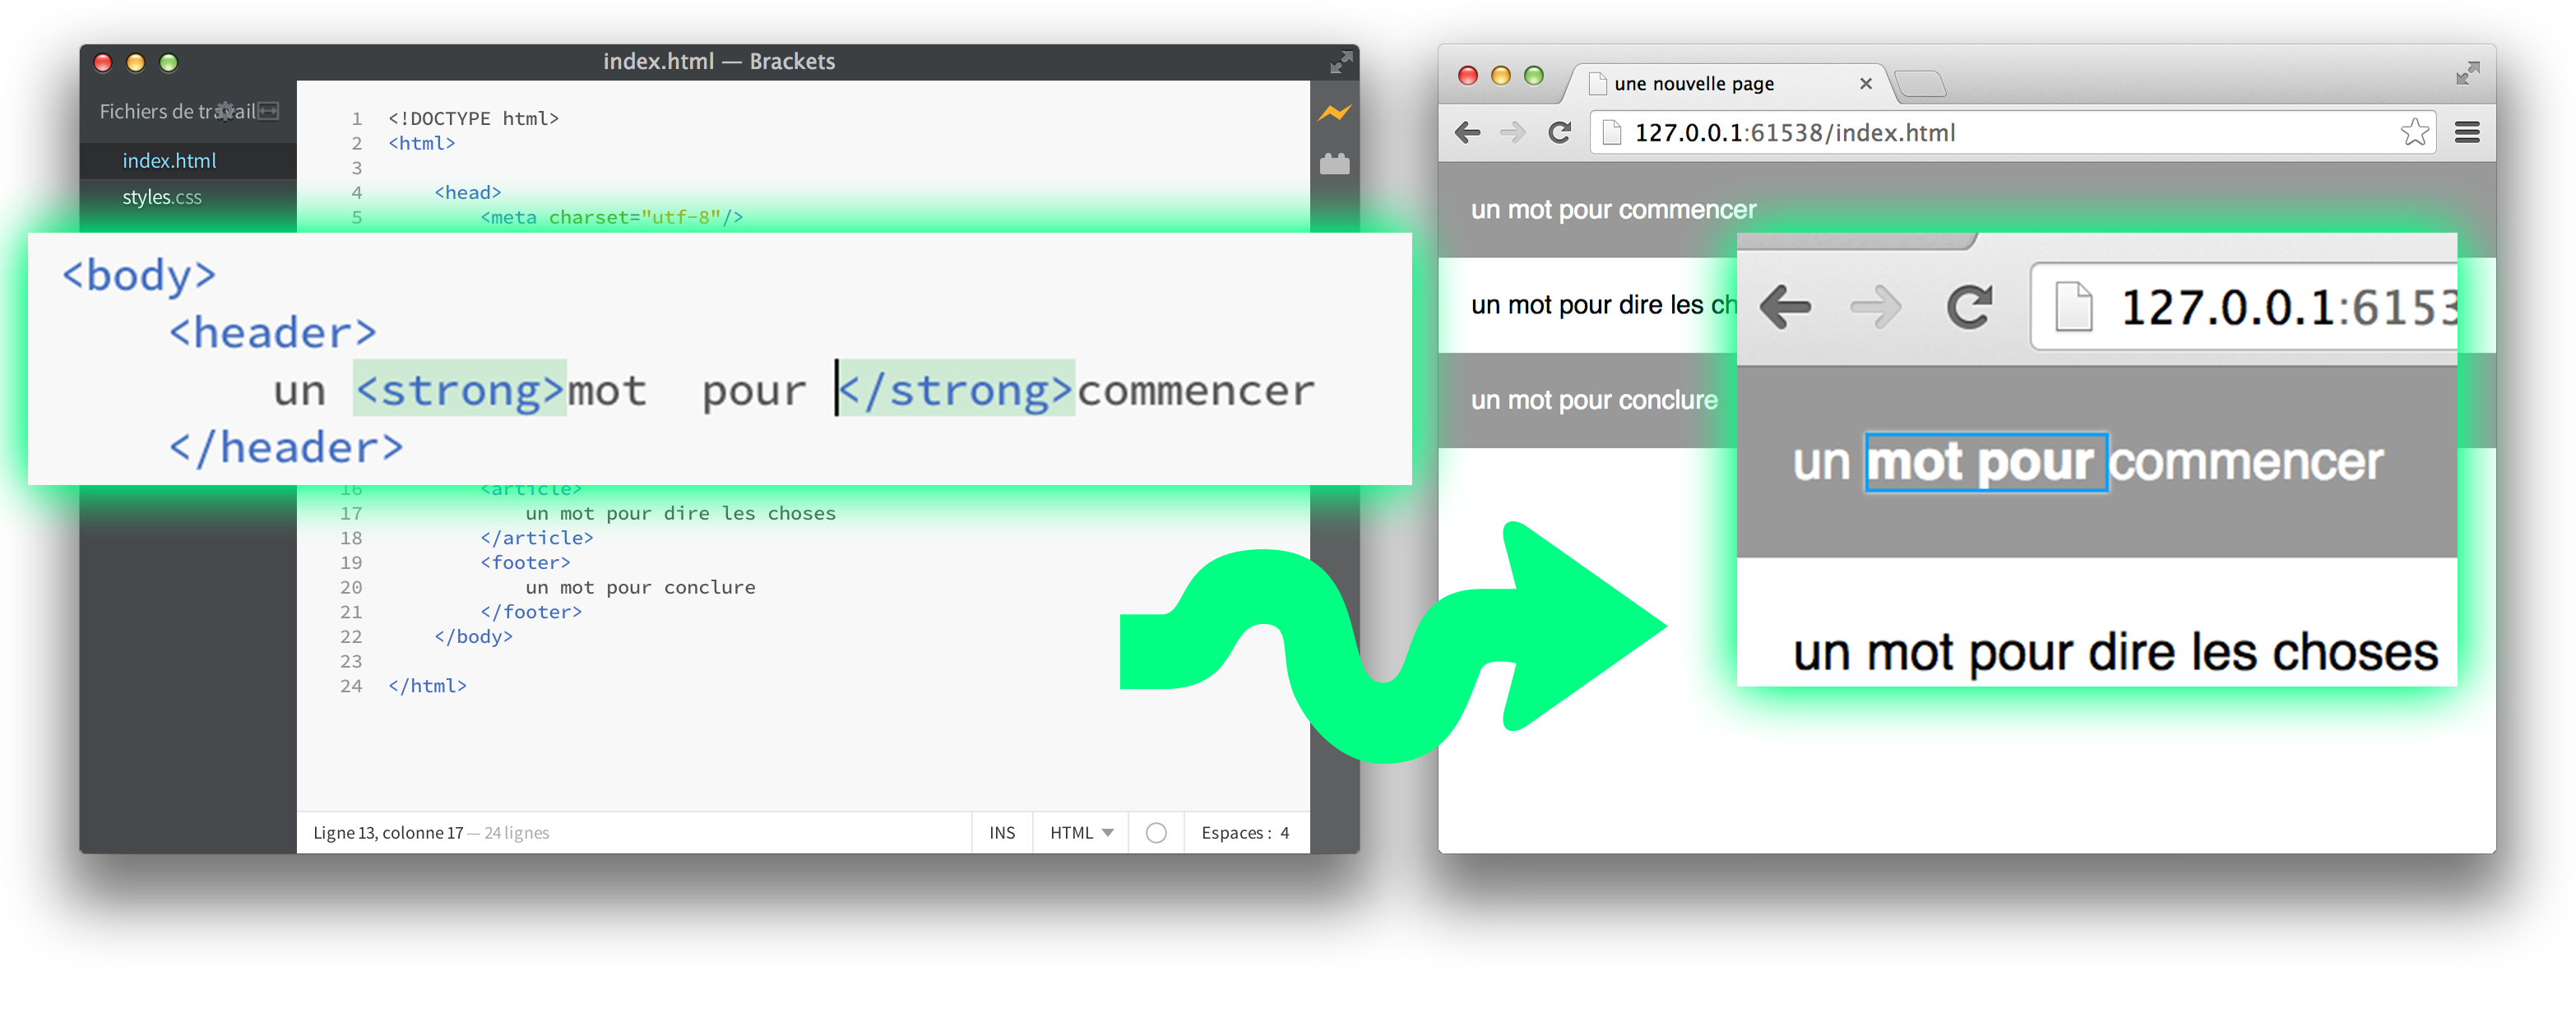 index.html — Brackets
Fichiers de travail
index.html
styles.css
1 <!DOCTYPE html>
2 <html>
3
4 <head>
5 <meta charset="utf-8"/>
<body>
<header>
un <strong>mot  pour </strong>commencer
</header>
16 <article>
17 un mot pour dire les choses
18 </article>
19 <footer>
20 un mot pour conclure
21 </footer>
22 </body>
23
24 </html>
Ligne 13, colonne 17 — 24 lignes
INS
HTML
Espaces : 4
une nouvelle page
127.0.0.1:61538/index.html
un mot pour commencer
un mot pour dire les ch
un mot pour conclure
127.0.0.1:6153
un mot pour commencer
un mot pour dire les choses